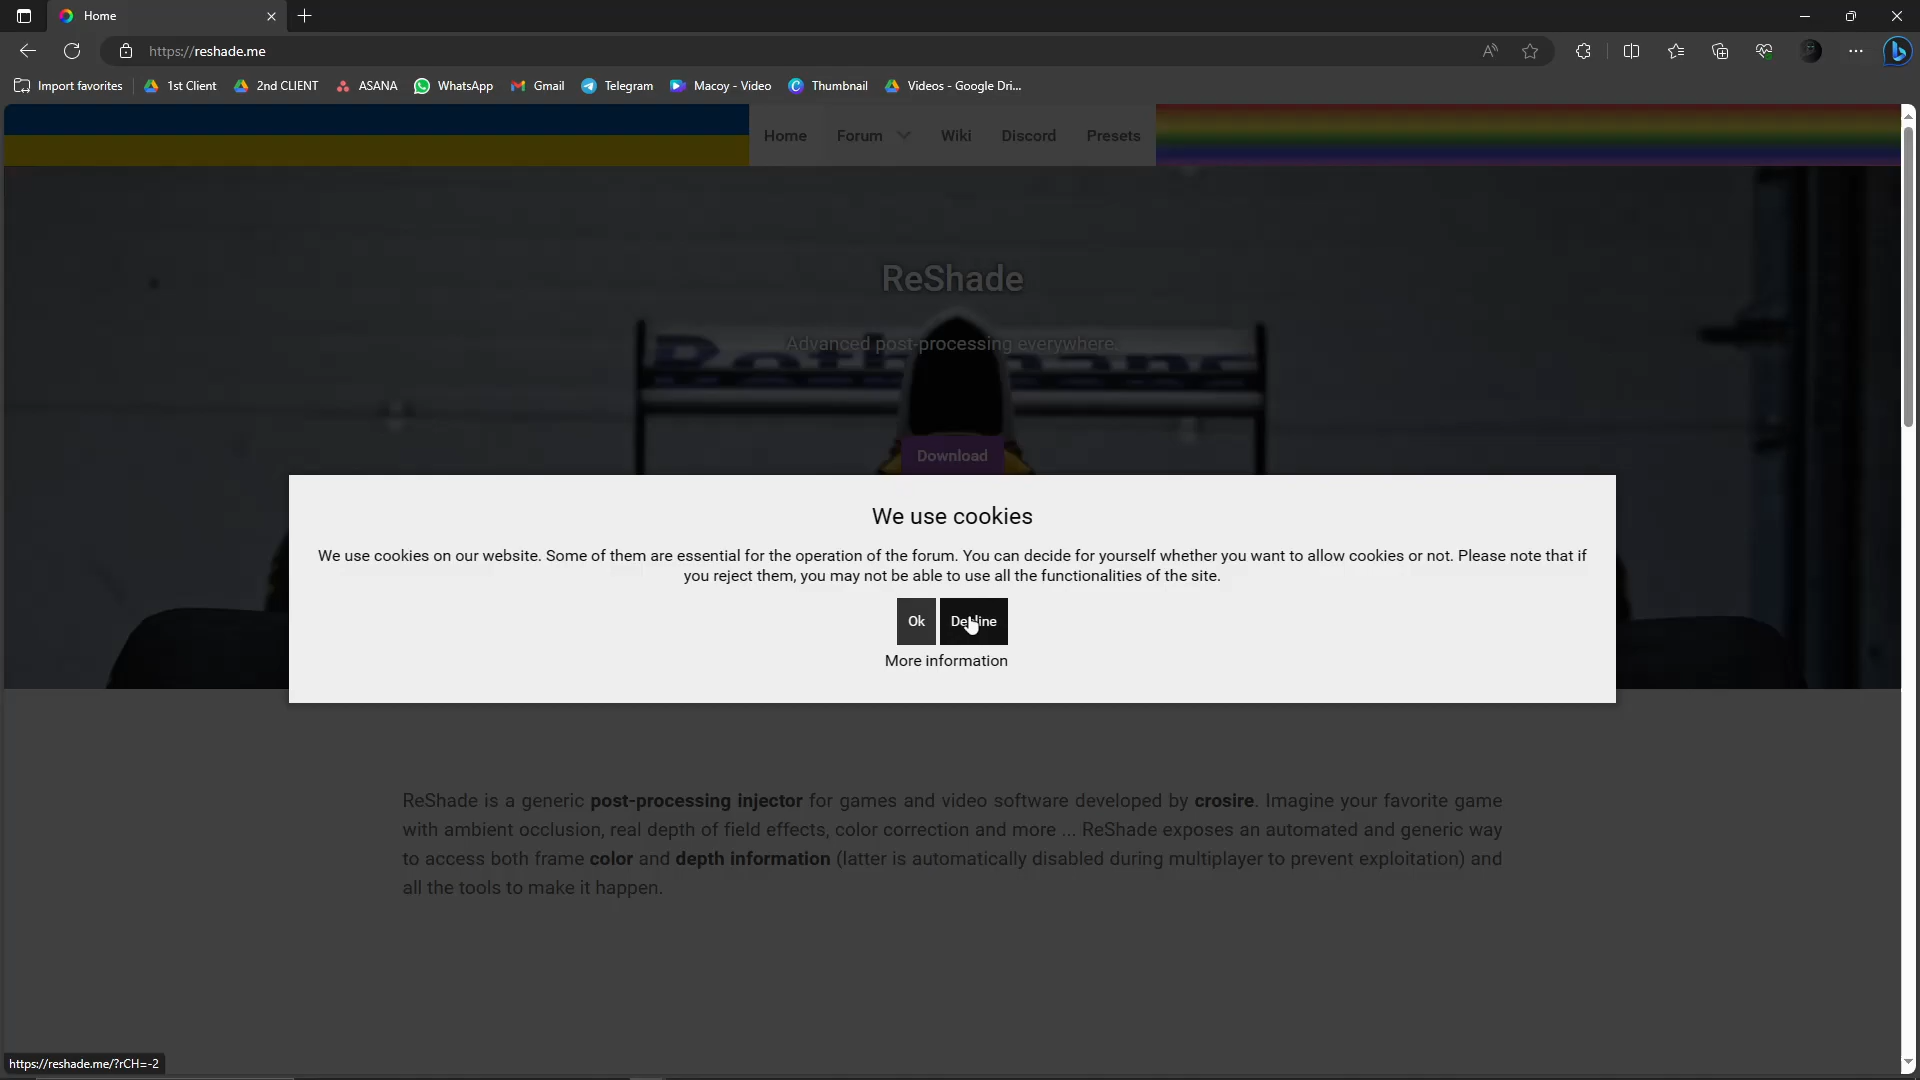 Home
https://reshade.me
Import favorites
1st Client
2nd CLIENT
ASANA
WhatsApp
Gmail
Telegram
Macoy - Video
Thumbnail
Videos - Google Dri...
Home
Forum
Wiki
Discord
Presets
ReShade
Advanced post-processing everywhere.
Rothmans
Download
We use cookies
We use cookies on our website. Some of them are essential for the operation of the forum. You can decide for yourself whether you want to allow cookies or not. Please note that if
you reject them, you may not be able to use all the functionalities of the site.
Ok
Decline
More information
ReShade is a generic post-processing injector for games and video software developed by crosire. Imagine your favorite game
with ambient occlusion, real depth of field effects, color correction and more ... ReShade exposes an automated and generic way
to access both frame color and depth information (latter is automatically disabled during multiplayer to prevent exploitation) and
all the tools to make it happen.
https://reshade.me/?rCH=-2